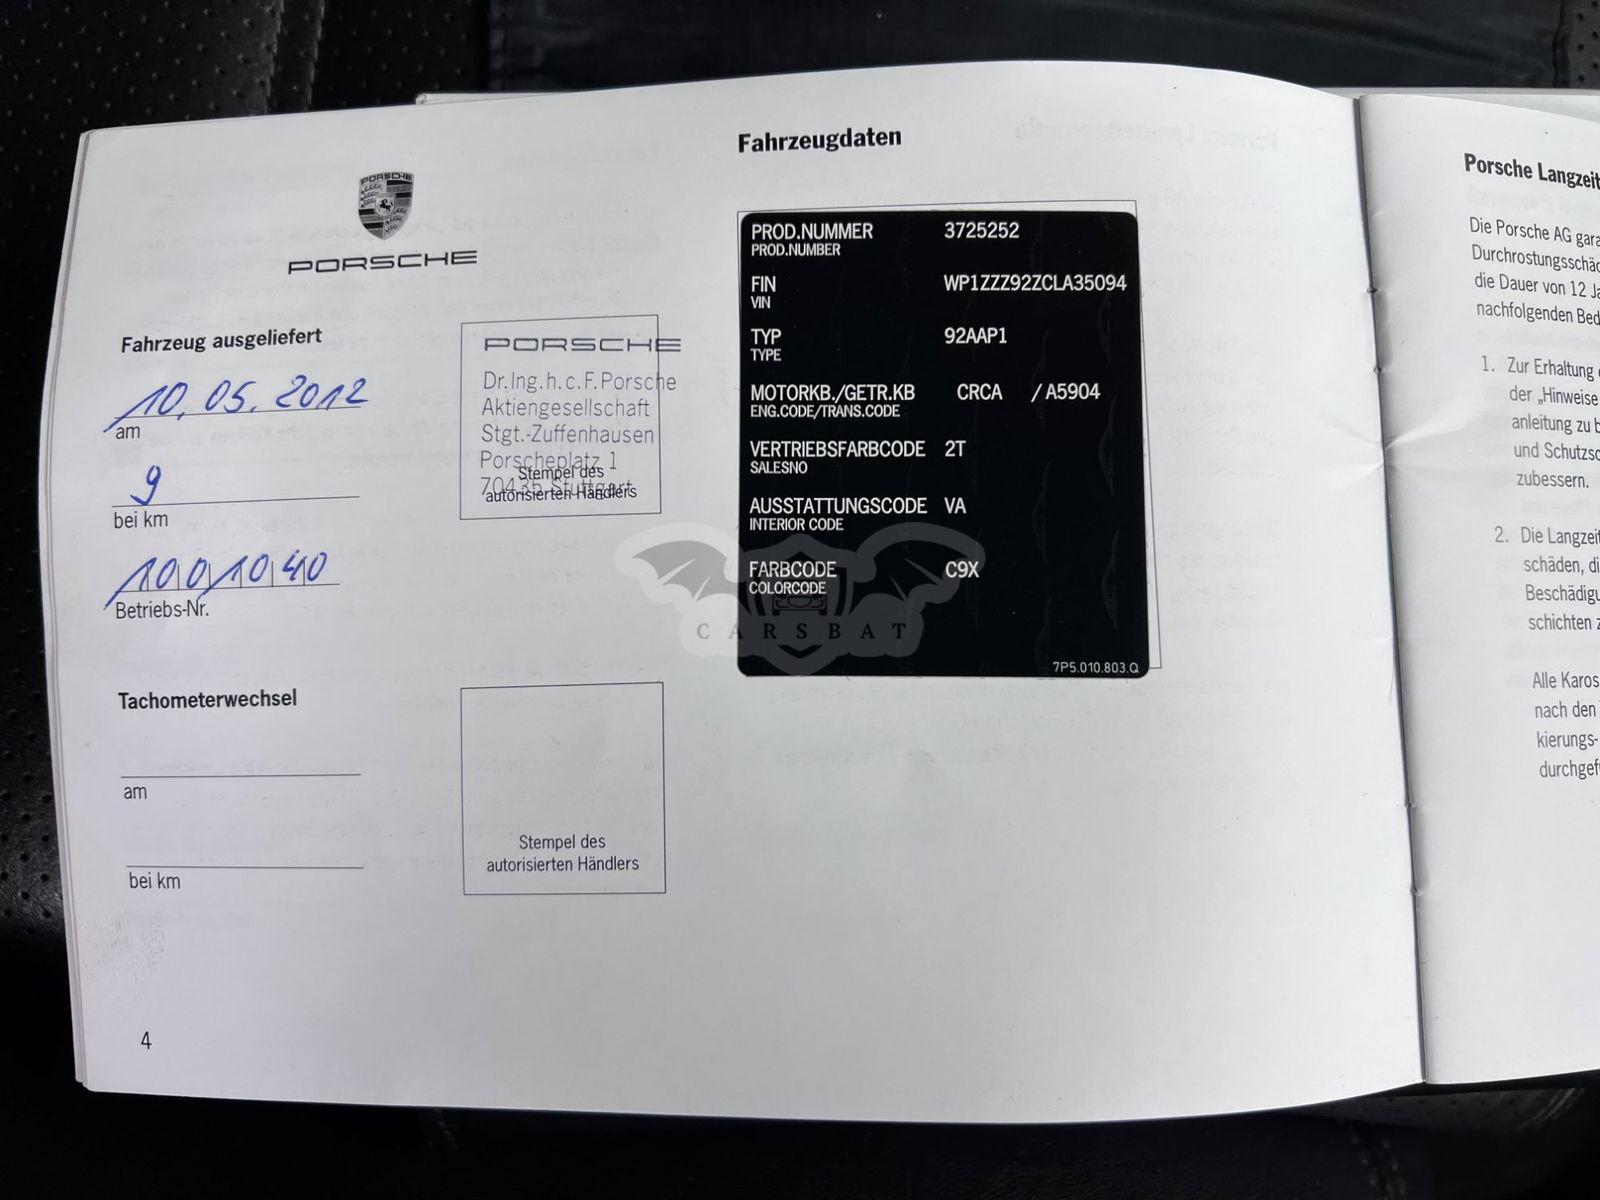 PORSCHE
PORSCHE
Fahrzeug ausgeliefert
10.05.2012
am
9
bei km
1001040
Betriebs-Nr.
PORSCHE
Dr.Ing.h.c.F.Porsche
Aktiengesellschaft
Stgt.-Zuffenhausen
Porscheplatz 1
70435 Stuttgart
Stempel des
autorisierten Händlers
Tachometerwechsel
am
bei km
Stempel des
autorisierten Händlers
4
Fahrzeugdaten
PROD.NUMMER 3725252
PROD.NUMBER
FIN WP1ZZZ92ZCLA35094
VIN
TYP 92AAP1
TYPE
MOTORKB./GETR.KB CRCA / A5904
ENG.CODE/TRANS.CODE
VERTRIEBSFARBCODE 2T
SALESNO
AUSSTATTUNGSCODE VA
INTERIOR CODE
FARBCODE C9X
COLORCODE
7P5.010.803.Q
CARSBAT
Porsche Langzeit
Die Porsche AG gara
Durchrostungsschäd
die Dauer von 12 Ja
nachfolgenden Bed
1. Zur Erhaltung
der „Hinweise
anleitung zu b
und Schutzsc
zubessern.
2. Die Langzeit
schäden, di
Beschädigu
schichten z
Alle Karos
nach den
kierungs-
durchgef